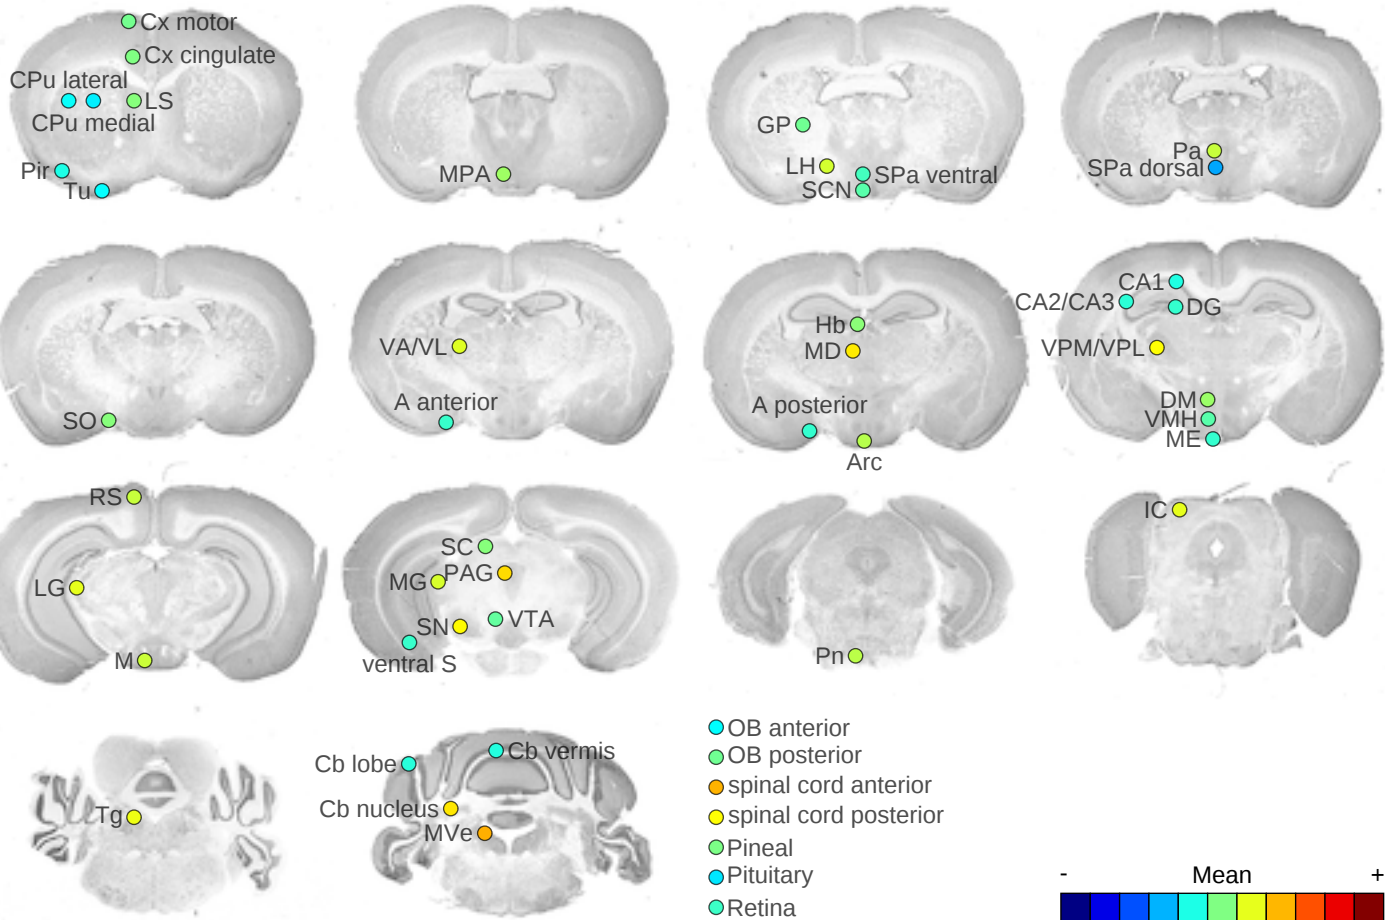 Cx motor
Cx cingulate
CPu lateral
LS
CPu medial
Pir
Tu
MPA
GP
LH
SPa ventral
SCN
Pa
SPa dorsal
SO
VA/VL
A anterior
Hb
MD
A posterior
Arc
CA1
CA2/CA3
DG
VPM/VPL
DM
VMH
ME
RS
LG
M
SC
PAG
MG
SN
VTA
ventral S
Pn
IC
Tg
Cb lobe
Cb vermis
Cb nucleus
MVe
OB anterior
OB posterior
spinal cord anterior
spinal cord posterior
Pineal
Pituitary
Retina
- Mean +